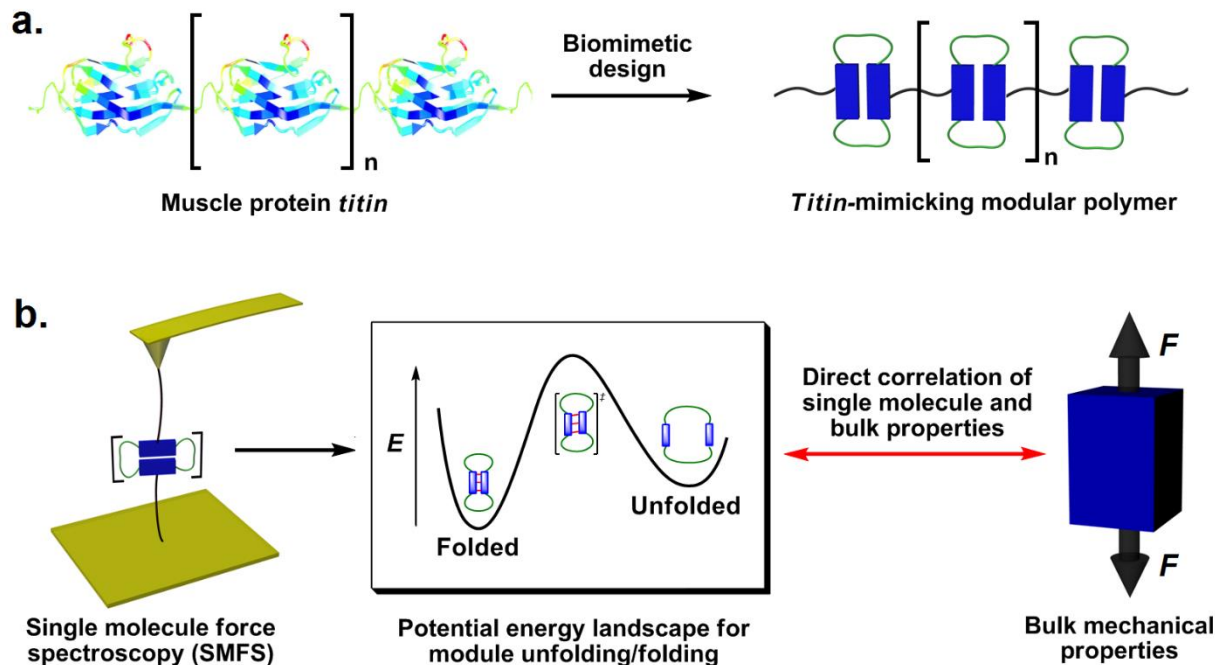 a.
n
Muscle protein titin
Biomimetic
design
n
Titin-mimicking modular polymer
b.
Single molecule force
spectroscopy (SMFS)
E
‡
Folded
Unfolded
Potential energy landscape for
module unfolding/folding
Direct correlation of
single molecule and
bulk properties
F
F
Bulk mechanical
properties